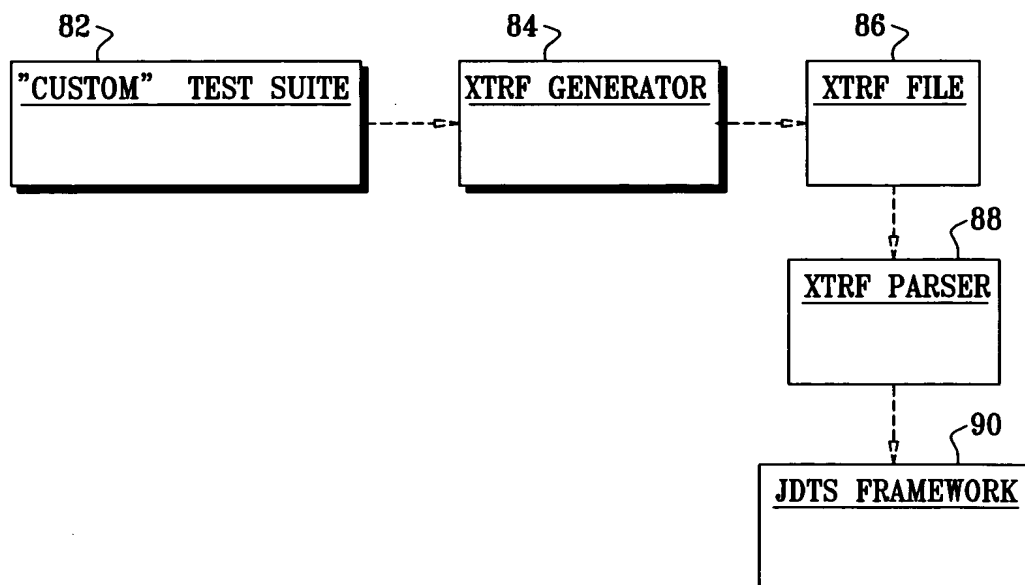 82
"CUSTOM" TEST SUITE
84
XTRF GENERATOR
86
XTRF FILE
88
XTRF PARSER
90
JDTS FRAMEWORK